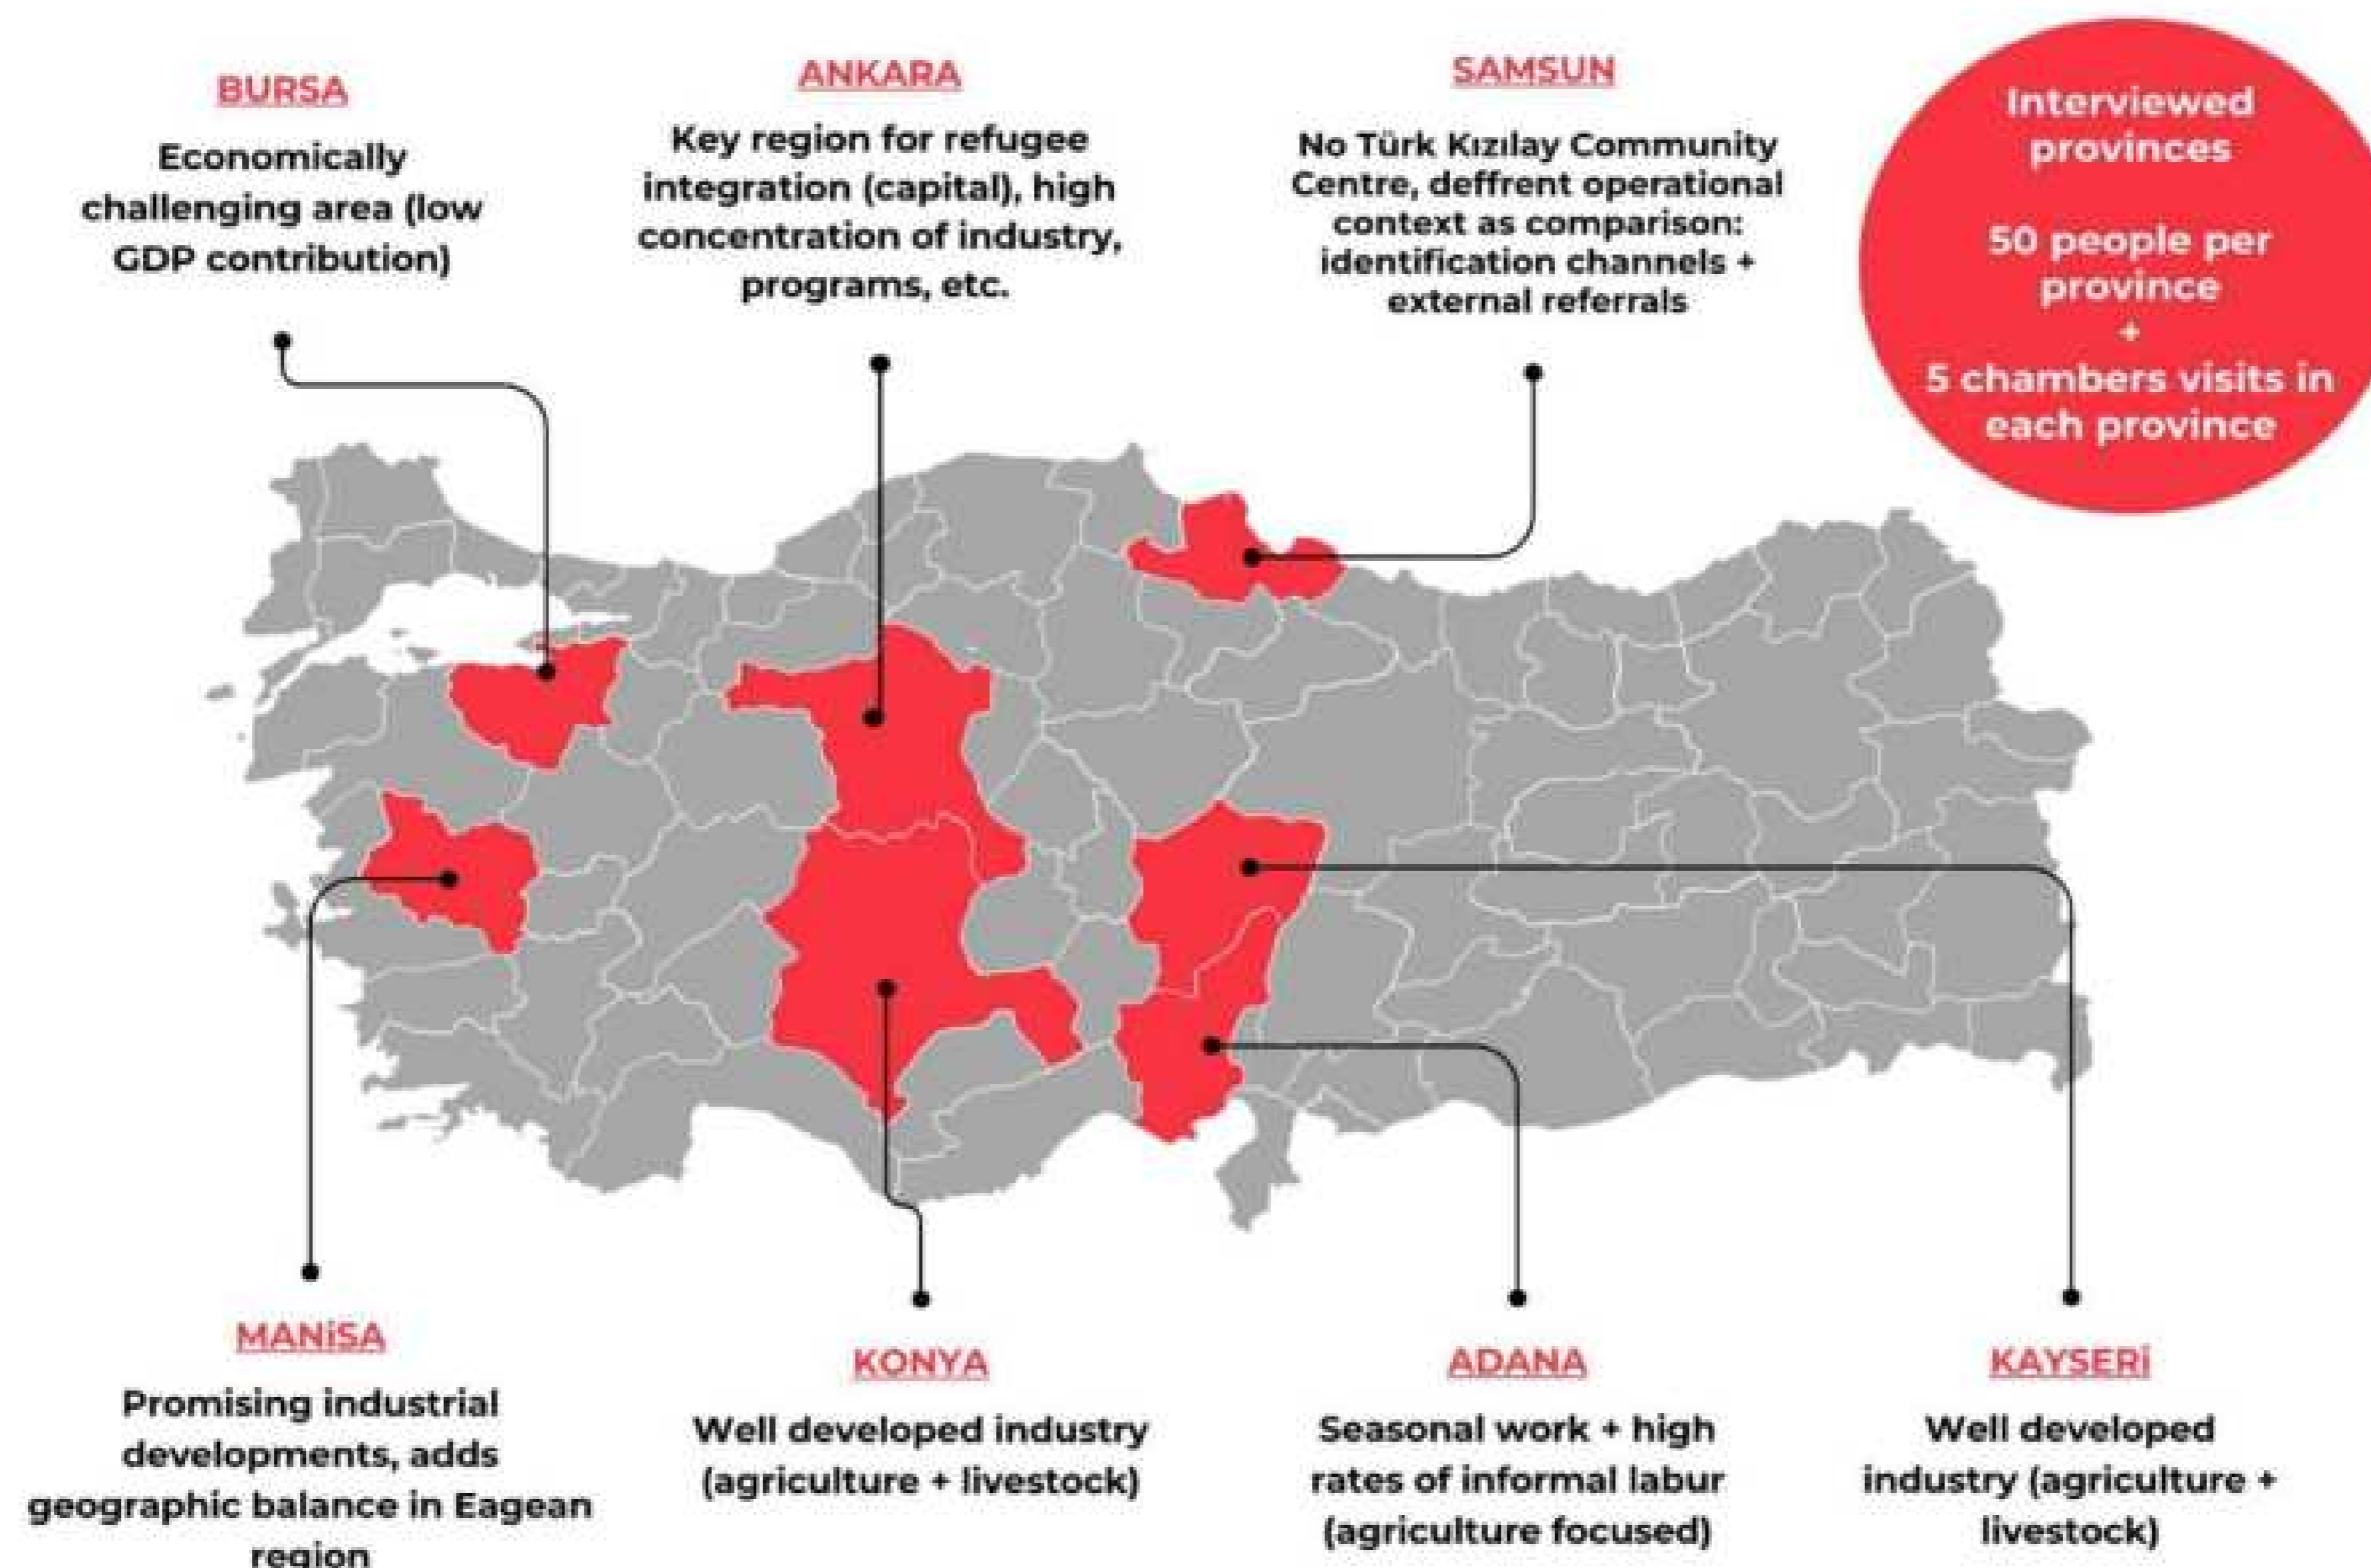 BURSA
Economically
challenging area (low
GDP contribution)
ANKARA
Key region for refugee
integration (capital), high
concentration of industry,
programs, etc.
SAMSUN
No Türk Kızılay Community
Centre, deffrent operational
context as comparison:
identification channels +
external referrals
Interviewed
provinces
50 people per
province
+
5 chambers visits in
each province
MANiSA
Promising industrial
developments, adds
geographic balance in Eagean
region
KONYA
Well developed industry
(agriculture + livestock)
ADANA
Seasonal work + high
rates of informal labur
(agriculture focused)
KAYSERi
Well developed
industry (agriculture +
livestock)